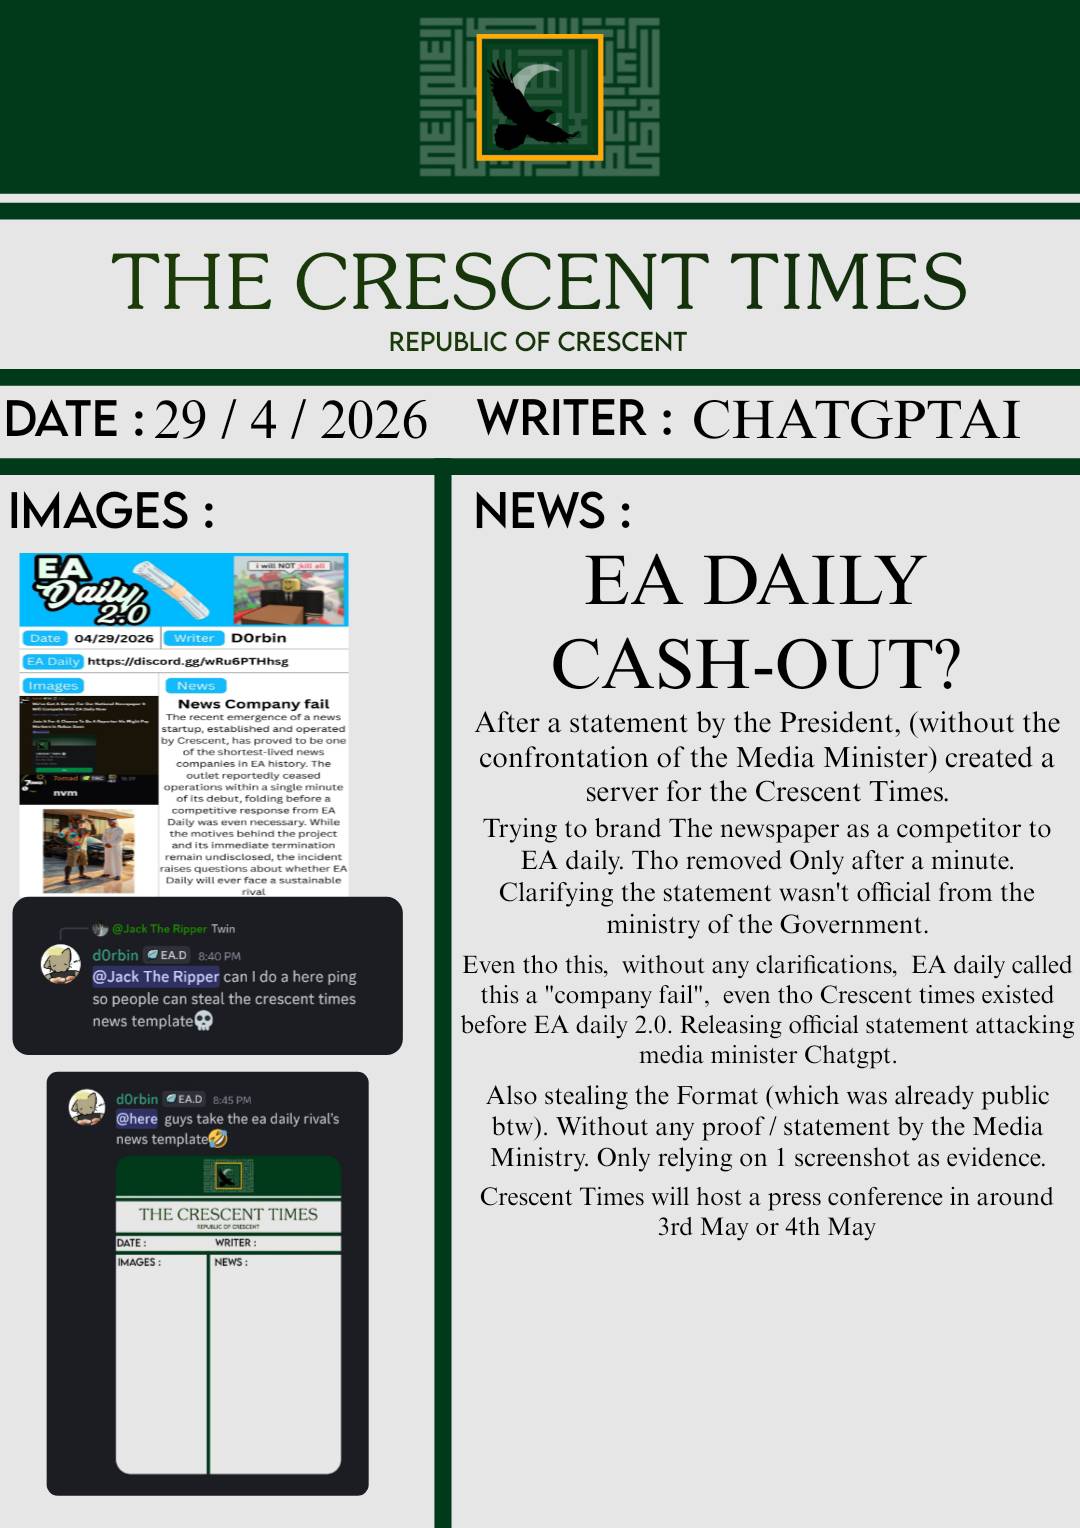 THE CRESCENT TIMES
REPUBLIC OF CRESCENT
DATE : 29 / 4 / 2026
WRITER : CHATGPTAI
IMAGES :
EA
Daily
2.0
i will NOT kill all
Date 04/29/2026 Writer D0rbin
EA Daily https://discord.gg/wRu6PTHhsg
Images
News
nvm
News Company fail
The recent emergence of a news
startup, established and operated
by Crescent, has proved to be one
of the shortest-lived news
companies in EA history. The
outlet reportedly ceased
operations within a single minute
of its debut, folding before a
competitive response from EA
Daily was even necessary. While
the motives behind the project
and its immediate termination
remain undisclosed, the incident
raises questions about whether EA
Daily will ever face a sustainable
rival
@Jack The Ripper Twin
d0rbin EA.D 8:40 PM
@Jack The Ripper can I do a here ping
so people can steal the crescent times
news template💀
d0rbin EA.D 8:45 PM
@here guys take the ea daily rival's
news template🤣
THE CRESCENT TIMES
REPUBLIC OF CRESCENT
DATE : WRITER :
IMAGES : NEWS :
NEWS :
EA DAILY
CASH-OUT?
After a statement by the President, (without the
confrontation of the Media Minister) created a
server for the Crescent Times.
Trying to brand The newspaper as a competitor to
EA daily. Tho removed Only after a minute.
Clarifying the statement wasn't official from the
ministry of the Government.
Even tho this, without any clarifications, EA daily called
this a "company fail", even tho Crescent times existed
before EA daily 2.0. Releasing official statement attacking
media minister Chatgpt.
Also stealing the Format (which was already public
btw). Without any proof / statement by the Media
Ministry. Only relying on 1 screenshot as evidence.
Crescent Times will host a press conference in around
3rd May or 4th May